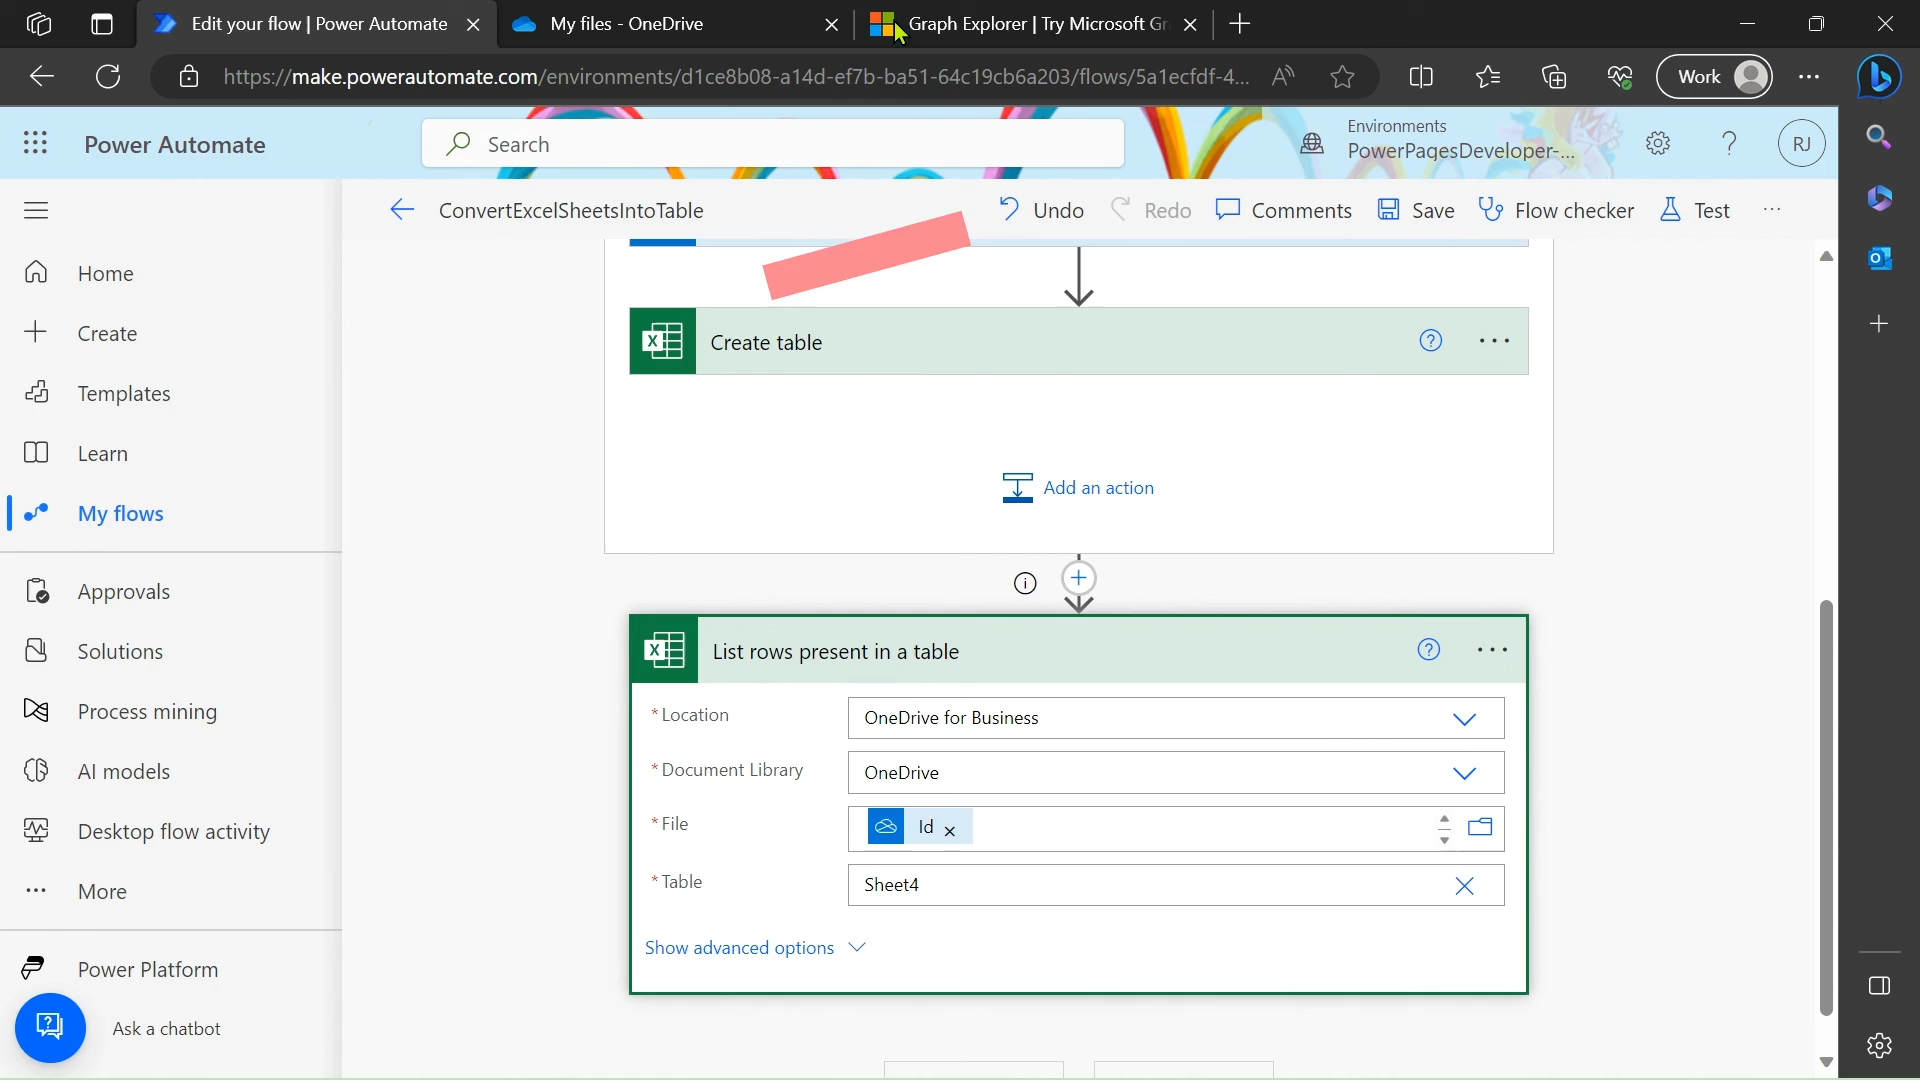 Edit your flow | Power Automate
My files - OneDrive
Graph Explorer | Try Microsoft Gr
https://make.powerautomate.com/environments/d1ce8b08-a14d-ef7b-ba51-64c19cb6a203/flows/5a1ecfdf-4...
Work
Power Automate
Search
Environments
PowerPagesDeveloper-...
RJ
ConvertExcelSheetsIntoTable
Undo
Redo
Comments
Save
Flow checker
Test
Home
Create
Templates
Learn
My flows
Approvals
Solutions
Process mining
AI models
Desktop flow activity
More
Power Platform
Ask a chatbot
Create table
Add an action
List rows present in a table
* Location
OneDrive for Business
* Document Library
OneDrive
* File
Id
* Table
Sheet4
Show advanced options